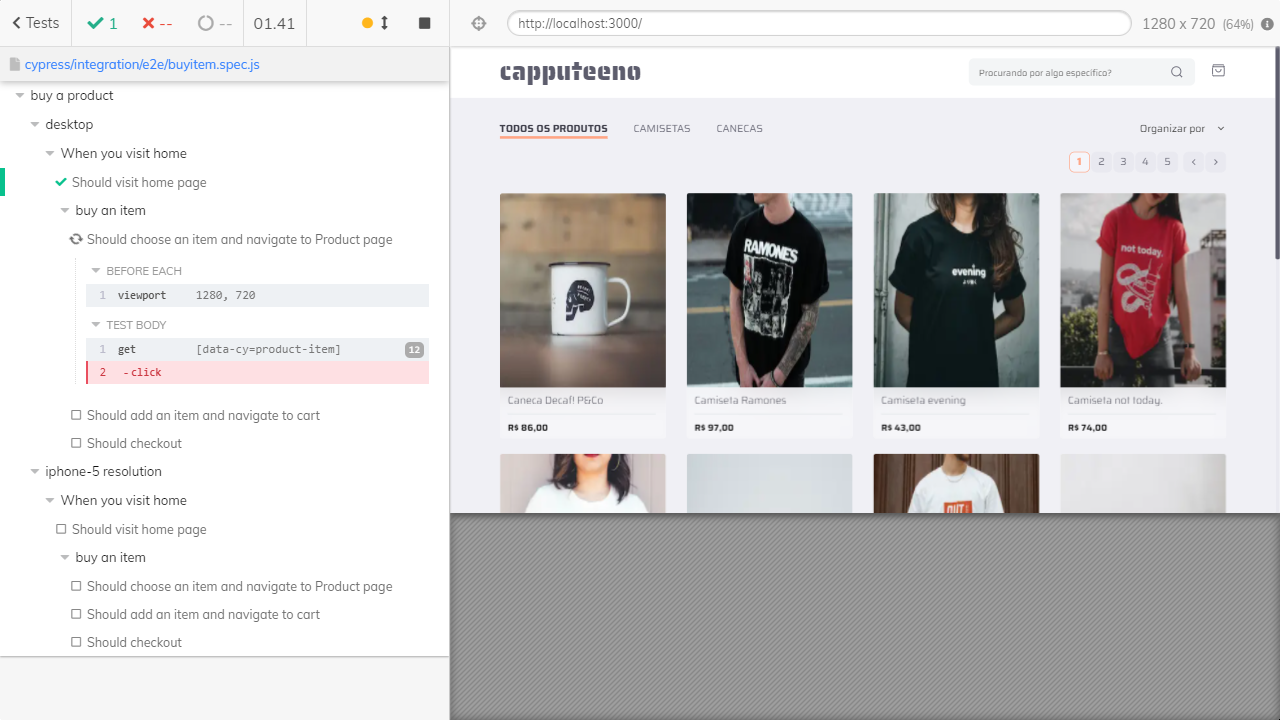 Tests 1 -- -- 01.41
http://localhost:3000/ 1280 x 720 (64%)
cypress/integration/e2e/buyitem.spec.js
buy a product
desktop
When you visit home
Should visit home page
buy an item
Should choose an item and navigate to Product page
BEFORE EACH
1 viewport 1280, 720
TEST BODY
1 get [data-cy=product-item] 12
2 -click
Should add an item and navigate to cart
Should checkout
iphone-5 resolution
When you visit home
Should visit home page
buy an item
Should choose an item and navigate to Product page
Should add an item and navigate to cart
Should checkout
capputeeno
Procurando por algo específico?
TODOS OS PRODUTOS CAMISETAS CANECAS Organizar por
1 2 3 4 5 < >
RAMONES
evening
not today.
Caneca Decaf! P&Co
R$ 86,00
Camiseta Ramones
R$ 97,00
Camiseta evening
R$ 43,00
Camiseta not today.
R$ 74,00
OUT